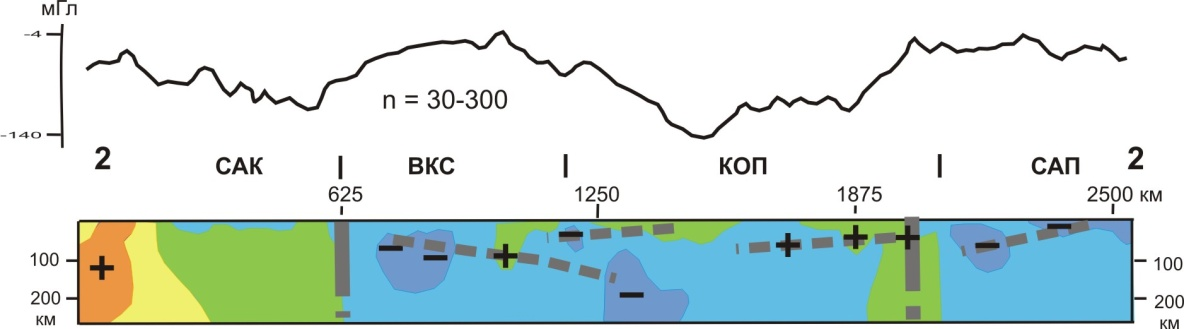 мГл
-4
n = 30-300
-140
2 САК I ВКС I КОП I САП 2
625 1250 1875 2500 км
+ - - + - - + + + - -
100 100
200 200
км км